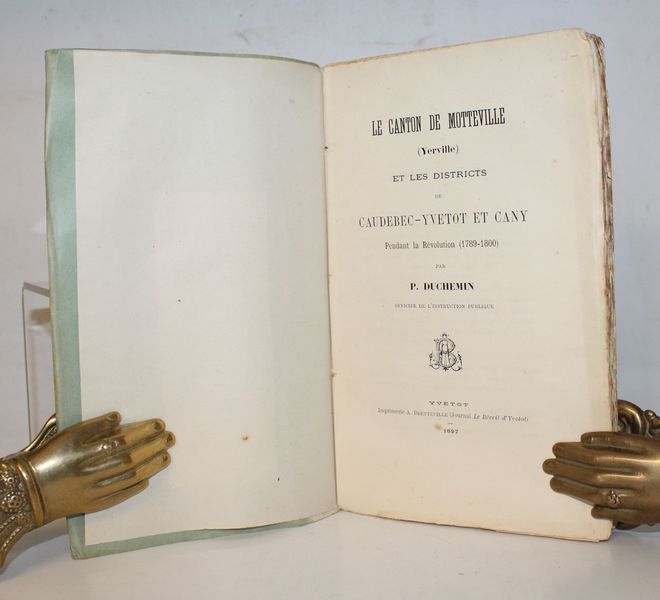 LE CANTON DE MOTTEVILLE
(Yerville)
ET LES DISTRICTS
DE
CAUDEBEC-YVETOT ET CANY
Pendant la Révolution (1789-1800)
PAR
P. DUCHEMIN
OFFICIER DE L'INSTRUCTION PUBLIQUE
YVETOT
Imprimerie A. BRETTEVILLE (Journal Le Réveil d'Yvetot)
1897